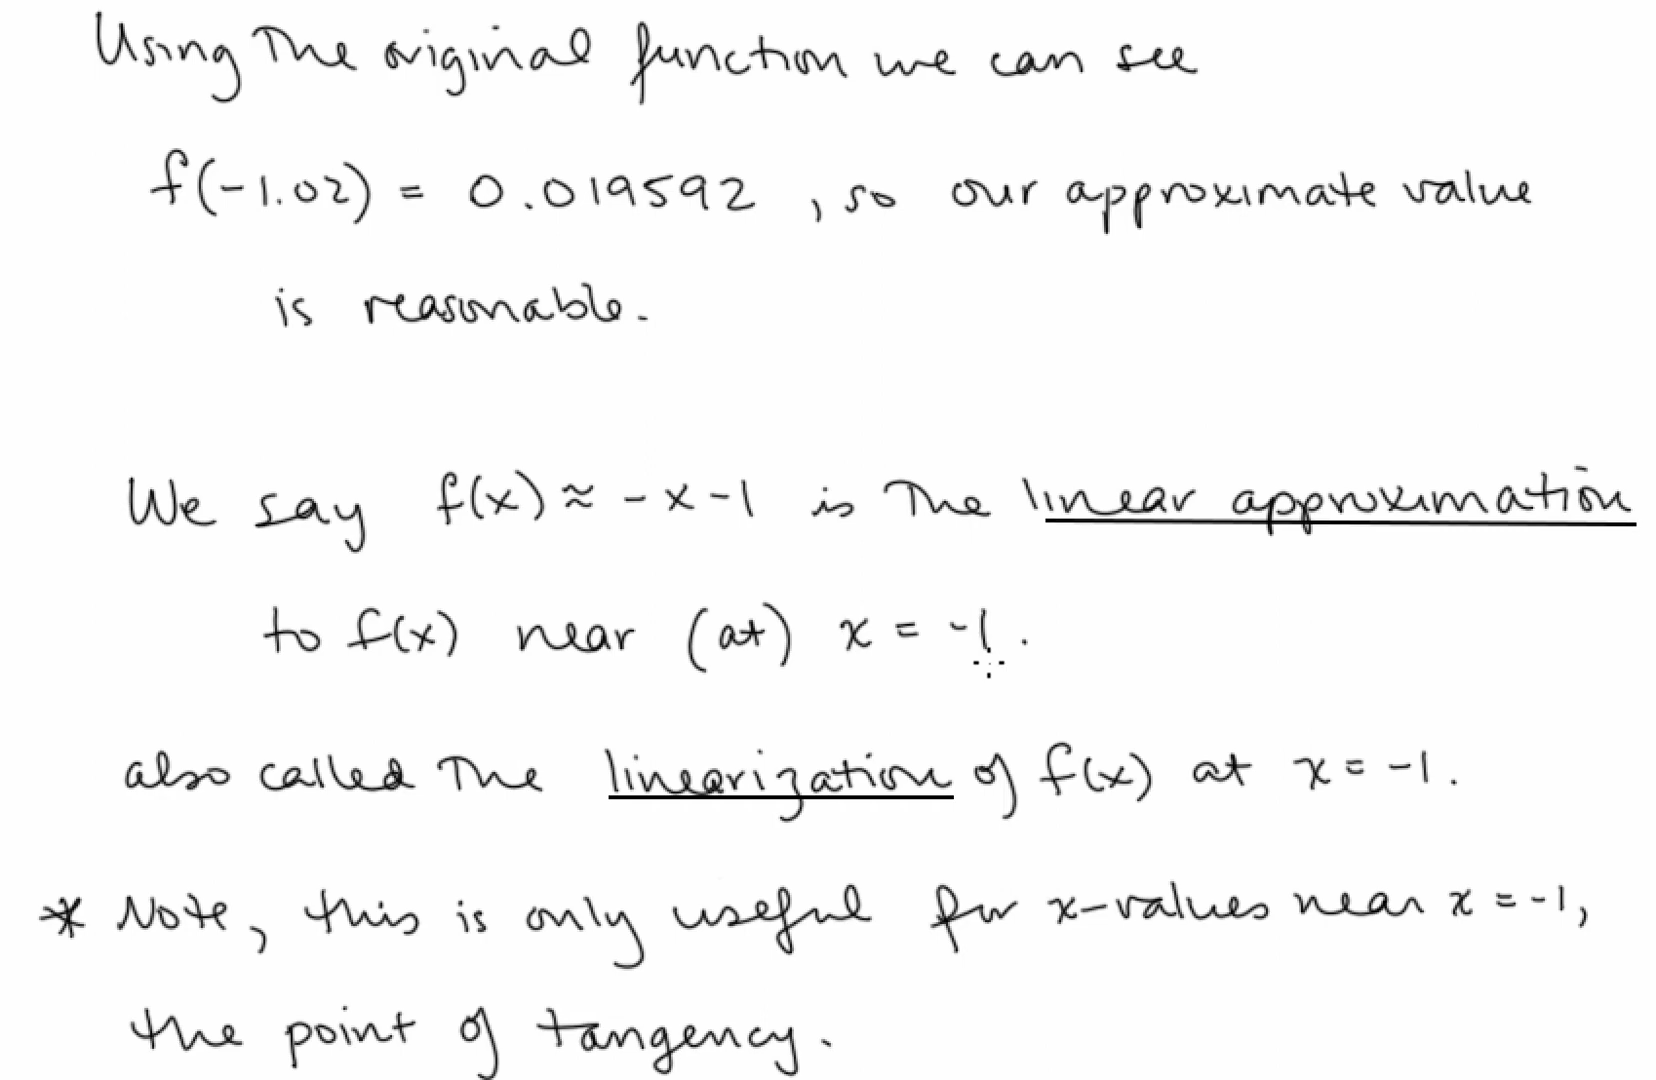 Using The original function we can see
f(-1.02) = 0.019592, so our approximate value
is reasonable.
We say f(x) ≈ -x-1 is The linear approximation
to f(x) near (at) x = -1.
also called The linearization of f(x) at x = -1.
* Note, this is only useful for x-values near x = -1,
the point of tangency.